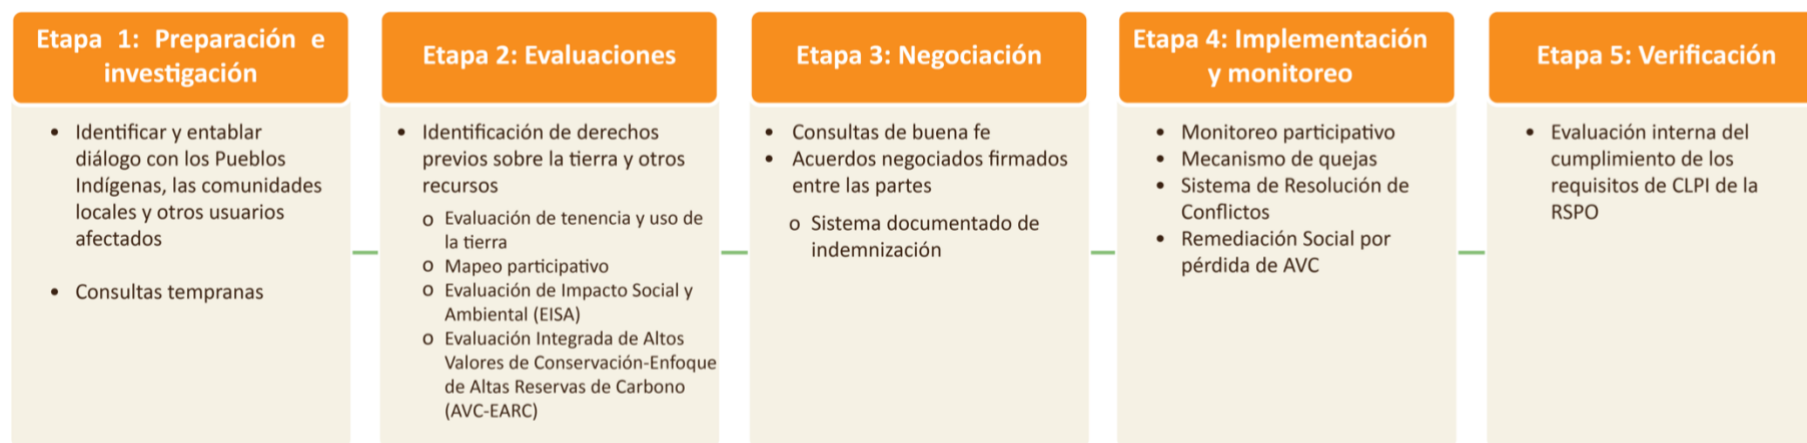 Etapa 1: Preparación e
investigación
• Identificar y entablar
diálogo con los Pueblos
Indígenas, las comunidades
locales y otros usuarios
afectados
• Consultas tempranas
Etapa 2: Evaluaciones
• Identificación de derechos
previos sobre la tierra y otros
recursos
o Evaluación de tenencia y uso de
la tierra
o Mapeo participativo
o Evaluación de Impacto Social y
Ambiental (EISA)
o Evaluación Integrada de Altos
Valores de Conservación-Enfoque
de Altas Reservas de Carbono
(AVC-EARC)
Etapa 3: Negociación
• Consultas de buena fe
• Acuerdos negociados firmados
entre las partes
o Sistema documentado de
indemnización
Etapa 4: Implementación
y monitoreo
• Monitoreo participativo
• Mecanismo de quejas
• Sistema de Resolución de
Conflictos
• Remediación Social por
pérdida de AVC
Etapa 5: Verificación
• Evaluación interna del
cumplimiento de los
requisitos de CLPI de la
RSPO